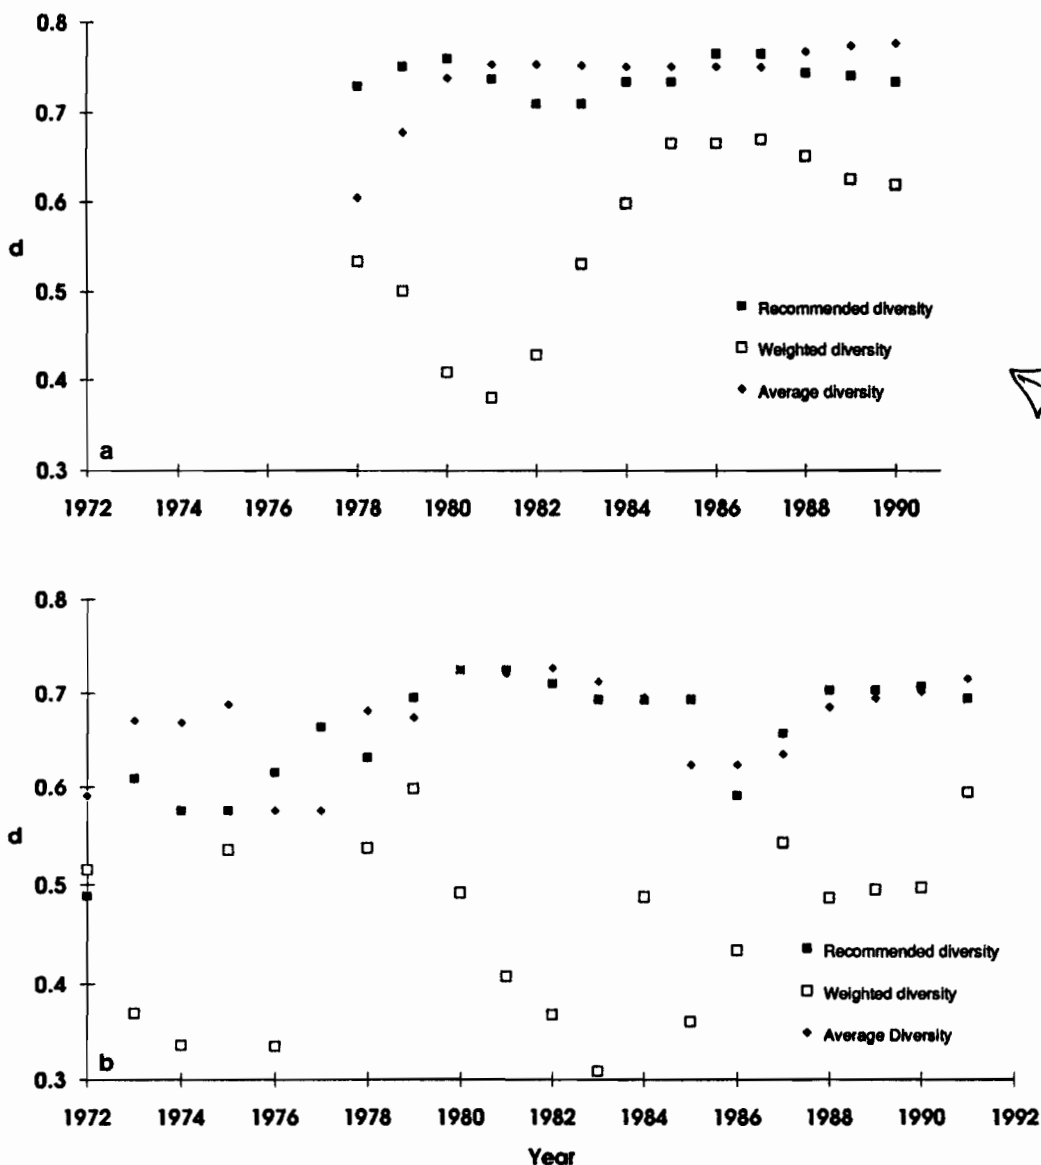 0.8
0.7
0.6
d
0.5
0.4
0.3
a
Recommended diversity
Weighted diversity
Average diversity
1972 1974 1976 1978 1980 1982 1984 1986 1988 1990
0.8
0.7
0.6
d
0.5
0.4
0.3
b
Recommended diversity
Weighted diversity
Average Diversity
1972 1974 1976 1978 1980 1982 1984 1986 1988 1990 1992
Year